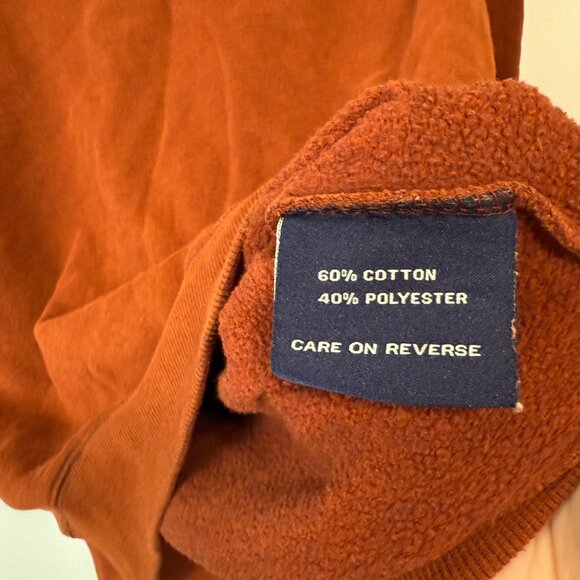 60% COTTON
40% POLYESTER
CARE ON REVERSE